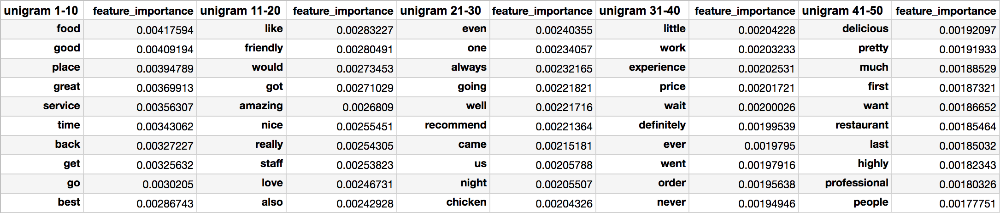 unigram 1-10 feature_importance unigram 11-20 feature_importance unigram 21-30 feature_importance unigram 31-40 feature_importance unigram 41-50 feature_importance
food 0.00417594 like 0.00283227 even 0.00240355 little 0.00204228 delicious 0.00192097
good 0.00409194 friendly 0.00280491 one 0.00234057 work 0.00203233 pretty 0.00191933
place 0.00394789 would 0.00273453 always 0.00232165 experience 0.00202531 much 0.00188529
great 0.00369913 got 0.00271029 going 0.00221821 price 0.00201721 first 0.00187321
service 0.00356307 amazing 0.0026809 well 0.00221716 wait 0.00200026 want 0.00186652
time 0.00343062 nice 0.00255451 recommend 0.00221364 definitely 0.00199539 restaurant 0.00185464
back 0.00327227 really 0.00254305 came 0.00215181 ever 0.0019795 last 0.00185032
get 0.00325632 staff 0.00253823 us 0.00205788 went 0.00197916 highly 0.00182343
go 0.0030205 love 0.00246731 night 0.00205507 order 0.00195638 professional 0.00180326
best 0.00286743 also 0.00242928 chicken 0.00204326 never 0.00194946 people 0.00177751